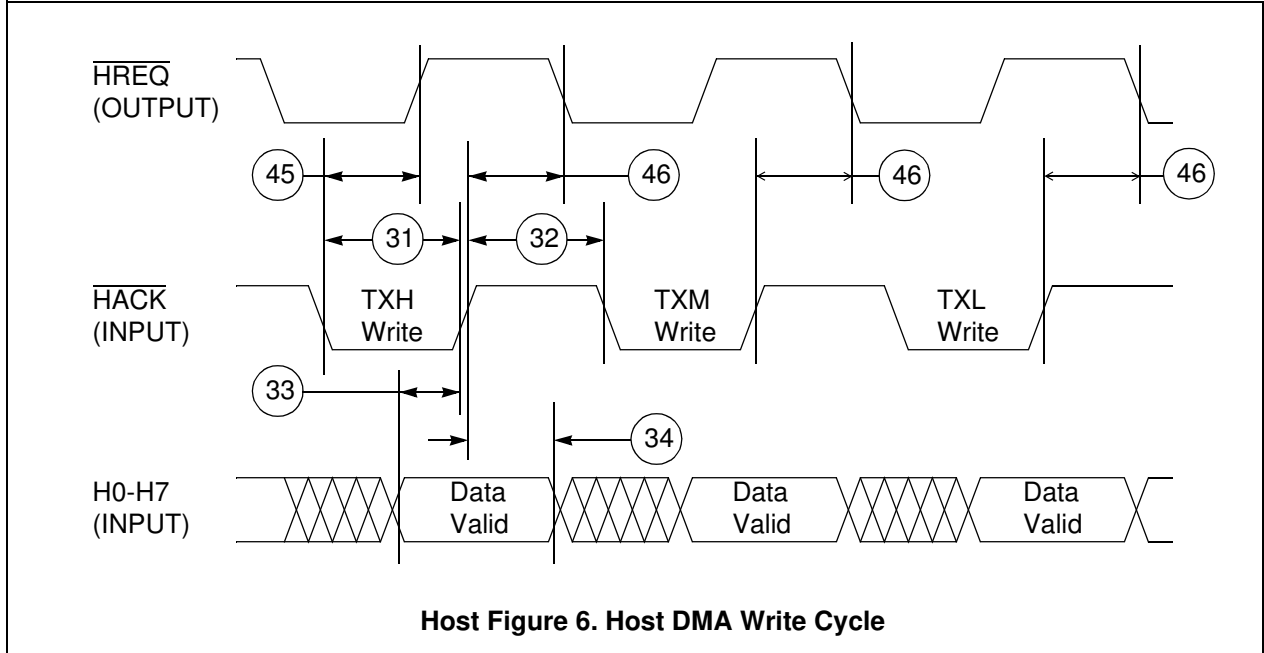 HREQ
(OUTPUT)
45
46
46
46
31
32
HACK
(INPUT)
TXH
Write
TXM
Write
TXL
Write
33
34
H0-H7
(INPUT)
Data
Valid
Data
Valid
Data
Valid
Host Figure 6. Host DMA Write Cycle